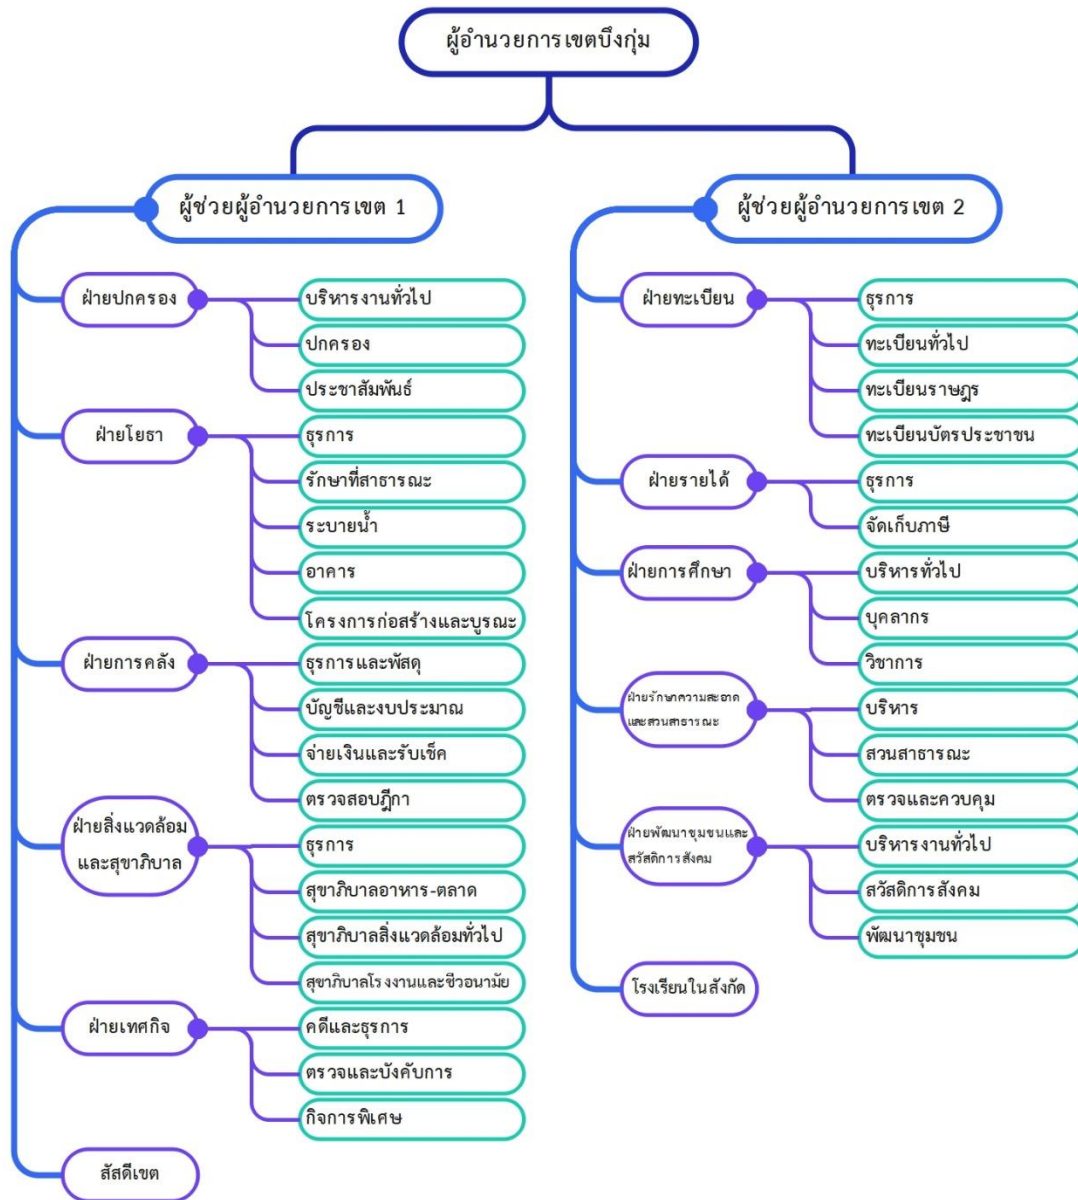 ผู้อำนวยการเขตบึงกุ่ม
ผู้ช่วยผู้อำนวยการเขต 1
ฝ่ายปกครอง
บริหารงานทั่วไป
ปกครอง
ประชาสัมพันธ์
ฝ่ายโยธา
ธุรการ
รักษาที่สาธารณะ
ระบายน้ำ
อาคาร
โครงการก่อสร้างและบูรณะ
ฝ่ายการคลัง
ธุรการและพัสดุ
บัญชีและงบประมาณ
จ่ายเงินและรับเช็ค
ตรวจสอบฎีกา
ฝ่ายสิ่งแวดล้อม
และสุขาภิบาล
ธุรการ
สุขาภิบาลอาหาร-ตลาด
สุขาภิบาลสิ่งแวดล้อมทั่วไป
สุขาภิบาลโรงงานและชีวอนามัย
ฝ่ายเทศกิจ
คดีและธุรการ
ตรวจและบังคับการ
กิจการพิเศษ
สัสดีเขต
ผู้ช่วยผู้อำนวยการเขต 2
ฝ่ายทะเบียน
ธุรการ
ทะเบียนทั่วไป
ทะเบียนราษฎร
ทะเบียนบัตรประชาชน
ฝ่ายรายได้
ธุรการ
จัดเก็บภาษี
ฝ่ายการศึกษา
บริหารทั่วไป
บุคลากร
วิชาการ
ฝ่ายรักษาความสะอาด
และสวนสาธารณะ
บริหาร
สวนสาธารณะ
ตรวจและควบคุม
ฝ่ายพัฒนาชุมชนและ
สวัสดิการสังคม
บริหารงานทั่วไป
สวัสดิการสังคม
พัฒนาชุมชน
โรงเรียนในสังกัด